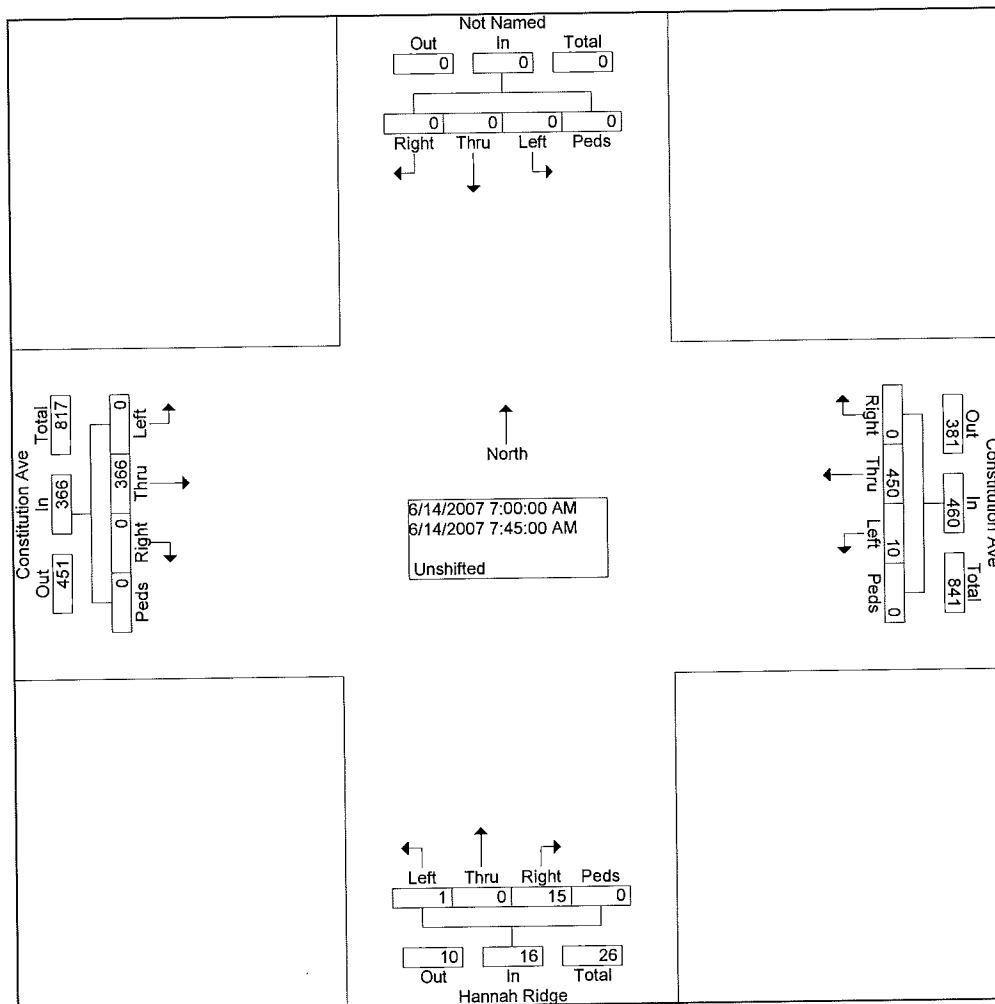 Not Named
Out In Total
0 0 0
0 0 0 0
Right Thru Left Peds
Constitution Ave
Total In Out
817 366 451
0 366 0 0
Left Thru Right Peds
North
6/14/2007 7:00:00 AM
6/14/2007 7:45:00 AM
Unshifted
Right Thru Left Peds
0 450 10 0
381 460 841
Out In Total
Constitution Ave
Left Thru Right Peds
1 0 15 0
10 16 26
Out In Total
Hannah Ridge